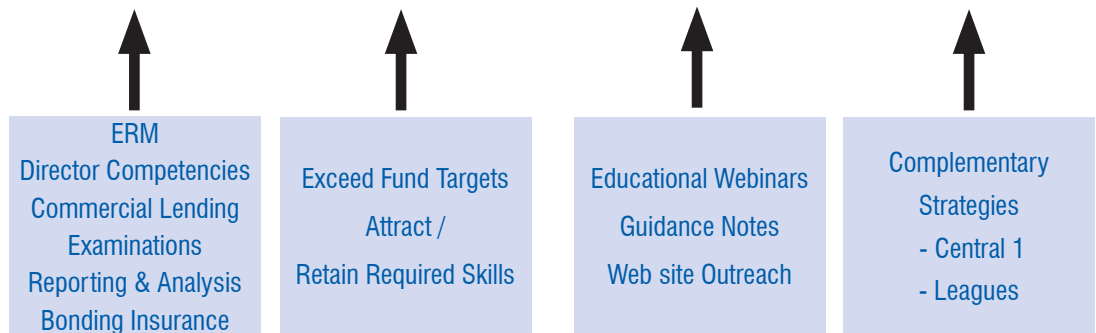 ERM
Director Competencies
Commercial Lending
Examinations
Reporting & Analysis
Bonding Insurance
Exceed Fund Targets
Attract /
Retain Required Skills
Educational Webinars
Guidance Notes
Web site Outreach
Complementary
Strategies
- Central 1
- Leagues